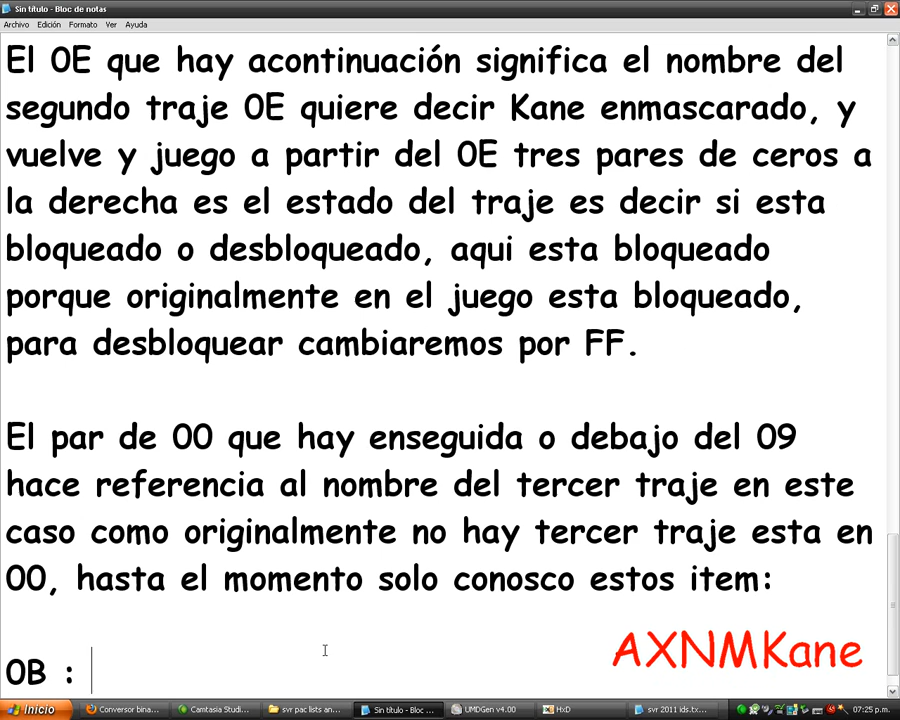 Sin título - Bloc de notas
Archivo Edición Formato Ver Ayuda
El 0E que hay acontinuación significa el nombre del
segundo traje 0E quiere decir Kane enmascarado, y
vuelve y juego a partir del 0E tres pares de ceros a
la derecha es el estado del traje es decir si esta
bloqueado o desbloqueado, aqui esta bloqueado
porque originalmente en el juego esta bloqueado,
para desbloquear cambiaremos por FF.
El par de 00 que hay enseguida o debajo del 09
hace referencia al nombre del tercer traje en este
caso como originalmente no hay tercer traje esta en
00, hasta el momento solo conosco estos item:
AXNMKane
0B :
Inicio Conversor bina... Camtasia Studi... svr pac lists an... Sin título - Bloc ... UMDGen v4.00 HxD svr 2011 ids.tx... 07:25 p.m.